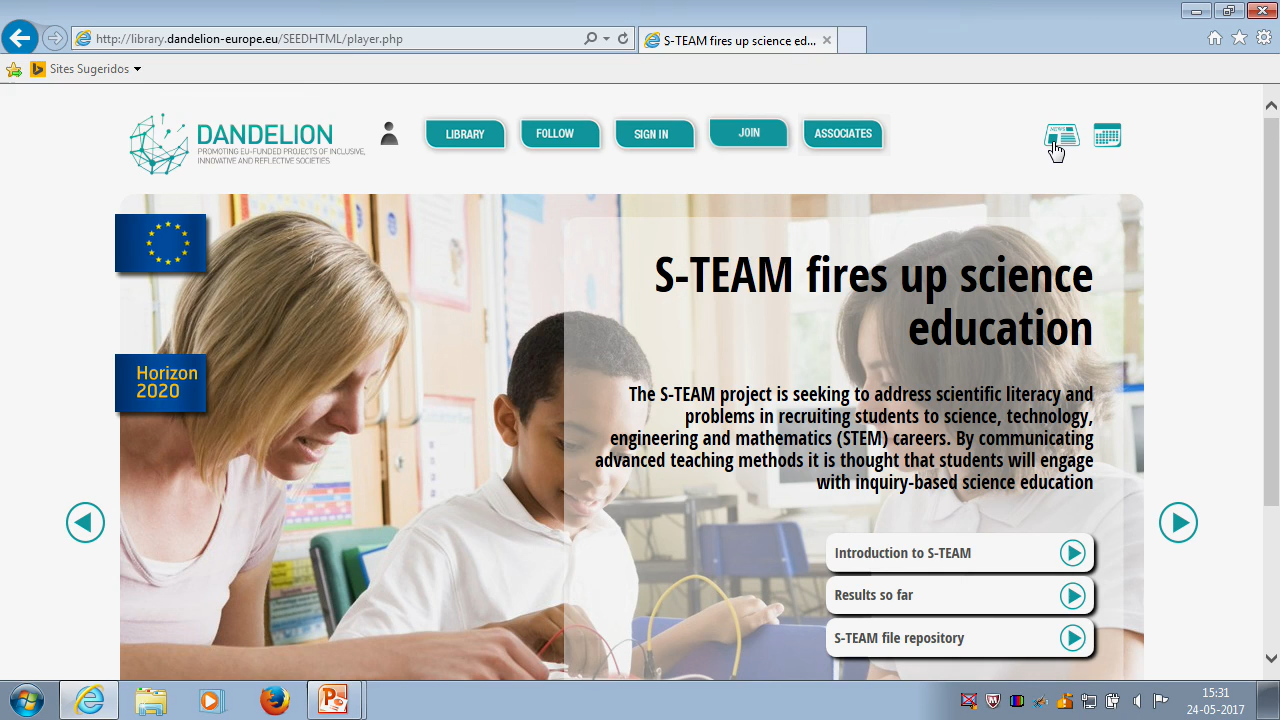 http://library.dandelion-europe.eu/SEEDHTML/player.php
S-TEAM fires up science ed...
Sites Sugeridos
DANDELION
PROMOTING EU-FUNDED PROJECTS OF INCLUSIVE,
INNOVATIVE AND REFLECTIVE SOCIETIES
LIBRARY
FOLLOW
SIGN IN
JOIN
ASSOCIATES
NEWS
S-TEAM fires up science
education
Horizon
2020
The S-TEAM project is seeking to address scientific literacy and
problems in recruiting students to science, technology,
engineering and mathematics (STEM) careers. By communicating
advanced teaching methods it is thought that students will engage
with inquiry-based science education
Introduction to S-TEAM
Results so far
S-TEAM file repository
15:31
24-05-2017